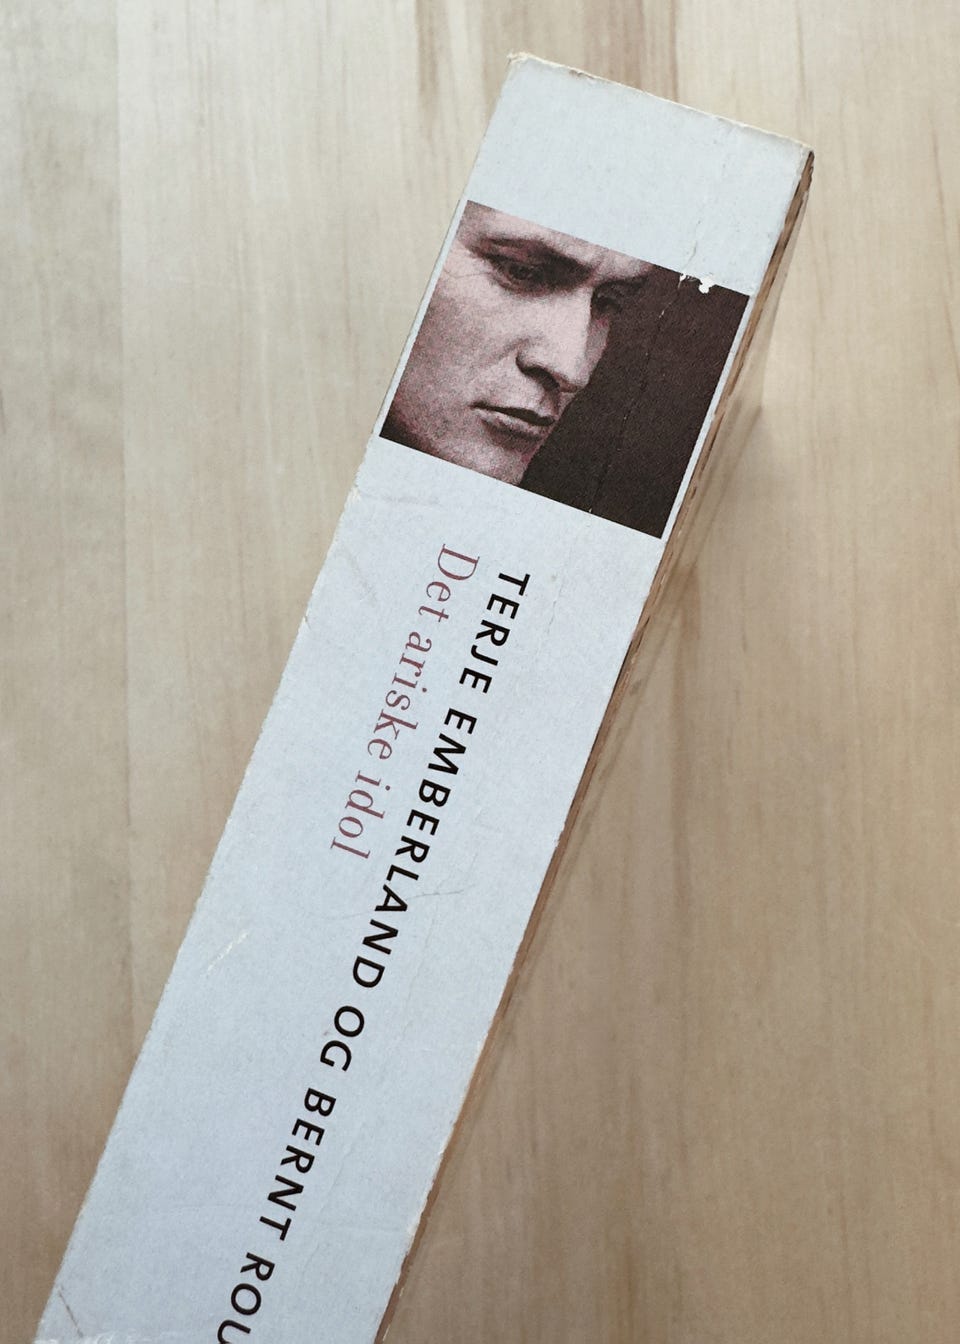 TERJE EMBERLAND OG BERNT ROU
Det ariske idol